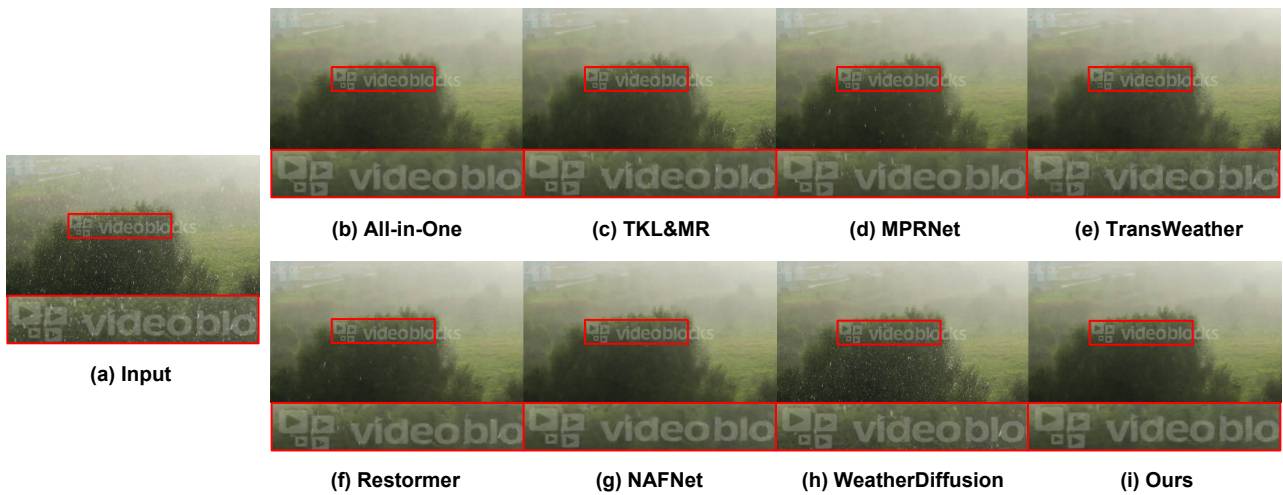 videoblocks
videoblocks
videoblocks
videoblocks
videoblo
videoblo
videoblo
videoblo
(b) All-in-One
(c) TKL&MR
(d) MPRNet
(e) TransWeather
videoblocks
videoblo
(a) Input
videoblocks
videoblocks
videoblocks
videoblocks
videoblo
videoblo
videoblo
videoblo
(f) Restormer
(g) NAFNet
(h) WeatherDiffusion
(i) Ours